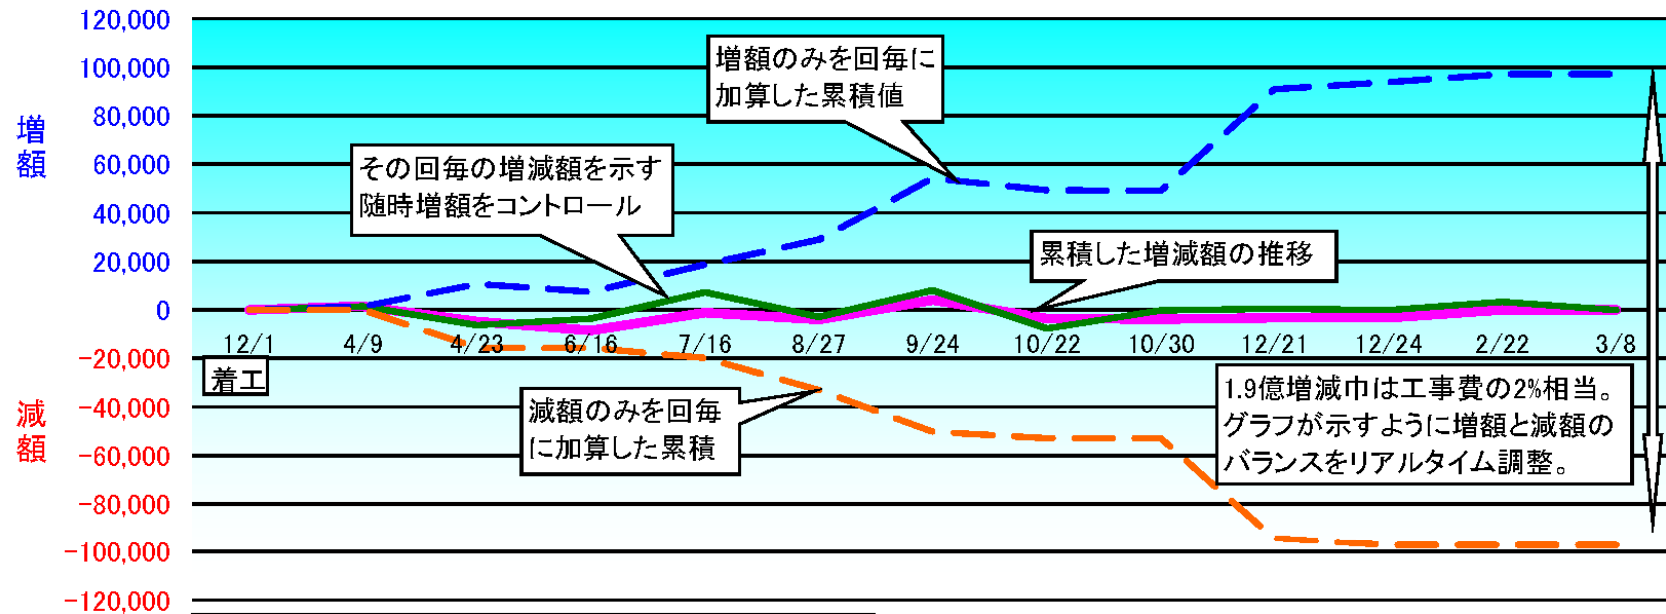 120,000
100,000
80,000
60,000
40,000
20,000
0
-20,000
-40,000
-60,000
-80,000
-100,000
-120,000
増額
減額
増額のみを回毎に
加算した累積値
その回毎の増減額を示す
随時増額をコントロール
累積した増減額の推移
12/1
4/9
4/23
6/16
7/16
8/27
9/24
10/22
10/30
12/21
12/24
2/22
3/8
着工
減額のみを回毎
に加算した累積
1.9億増減巾は工事費の2%相当。
グラフが示すように増額と減額の
バランスをリアルタイム調整。